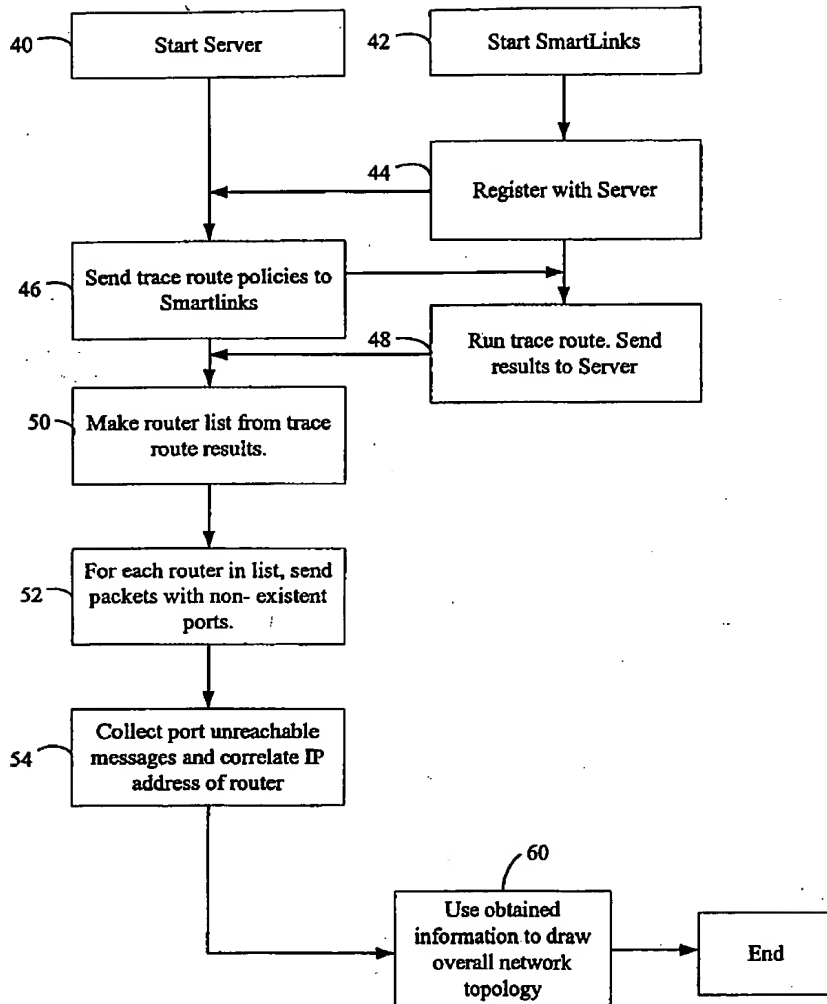 40
Start Server
42
Start SmartLinks
44
Register with Server
46
Send trace route policies to
Smartlinks
48
Run trace route. Send
results to Server
50
Make router list from trace
route results.
52
For each router in list, send
packets with non- existent
ports.
54
Collect port unreachable
messages and correlate IP
address of router
60
Use obtained
information to draw
overall network
topology
End